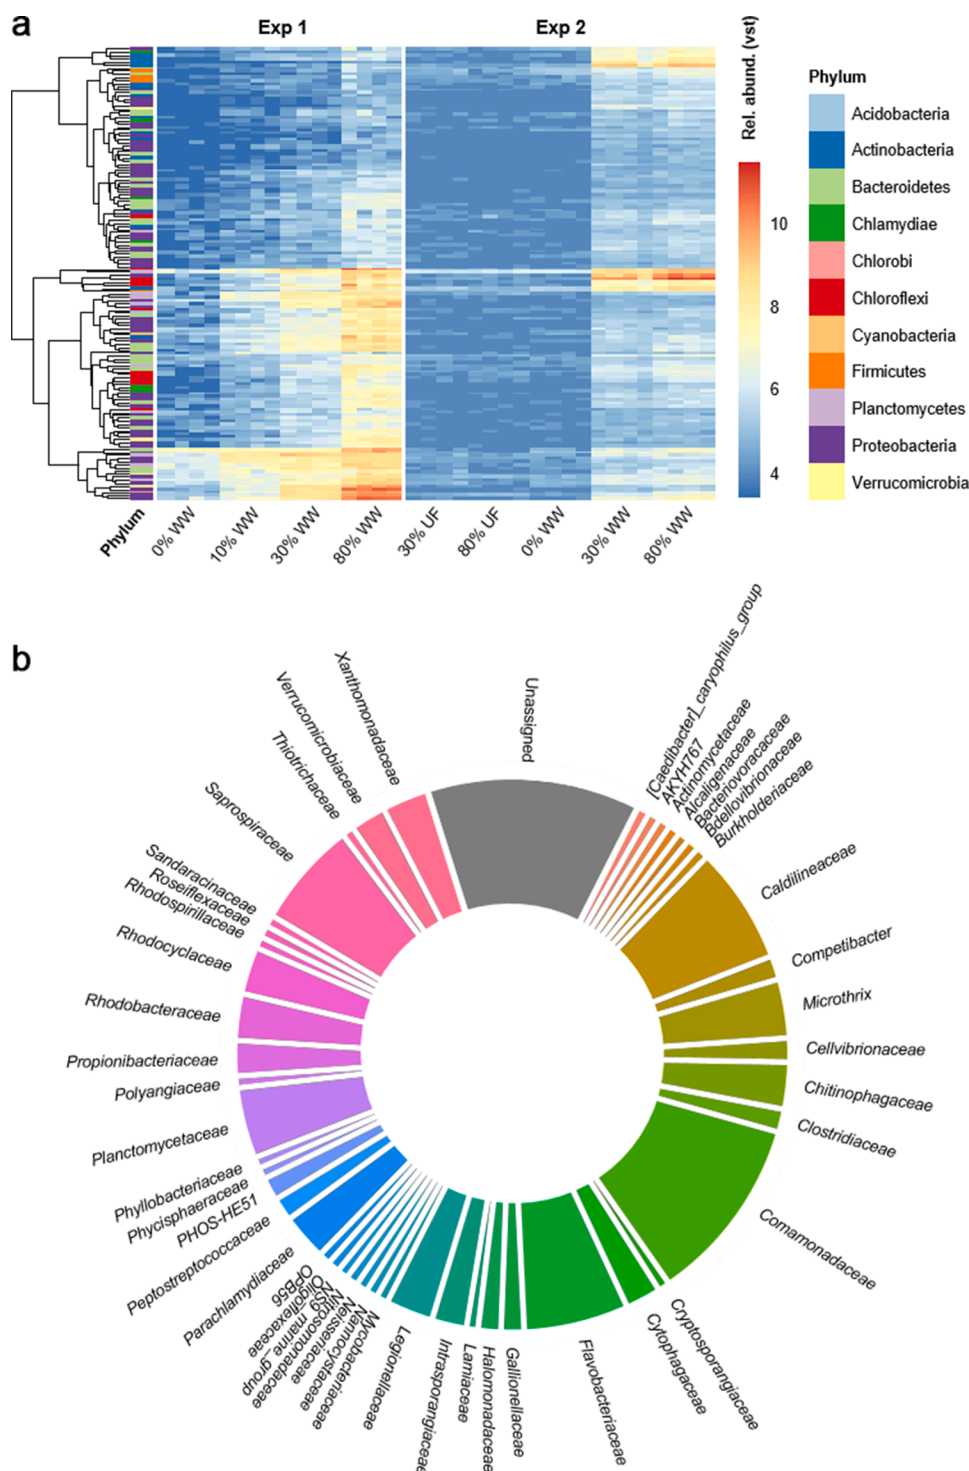 a
Exp 1
Exp 2
Rel. abund. (vst)
10
8
6
4
Phylum
Acidobacteria
Actinobacteria
Bacteroidetes
Chlamydiae
Chlorobi
Chloroflexi
Cyanobacteria
Firmicutes
Planctomycetes
Proteobacteria
Verrucomicrobia
Phylum
0% WW
10% WW
30% WW
80% WW
30% UF
80% UF
0% WW
30% WW
80% WW
b
Unassigned
[Caedibacter]_caryophilus_group
AKYH767
Actinomycetaceae
Alcaligenaceae
Bacteriovoracaceae
Bdellovibrionaceae
Burkholderiaceae
Caldilineaceae
Competibacter
Microthrix
Cellvibrionaceae
Chitinophagaceae
Clostridiaceae
Comamonadaceae
Cryptosporangiaceae
Cytophagaceae
Flavobacteriaceae
Gallionellaceae
Halomonadaceae
Lamiaceae
Intrasporangiaceae
Legionellaceae
Mycobacteriaceae
Nannocystaceae
Neisseriaceae
Nitrosomonadaceae
NS9_marine_group
Oligoflexaceae
OPB56
Parachlamydiaceae
Peptostreptococcaceae
PHOS-HE51
Phycisphaeraceae
Phyllobacteriaceae
Planctomycetaceae
Polyangiaceae
Propionibacteriaceae
Rhodobacteraceae
Rhodocyclaceae
Rhodospirillaceae
Roseiflexaceae
Sandaracinaceae
Saprospiraceae
Thiotrichaceae
Verrucomicrobiaceae
Xanthomonadaceae